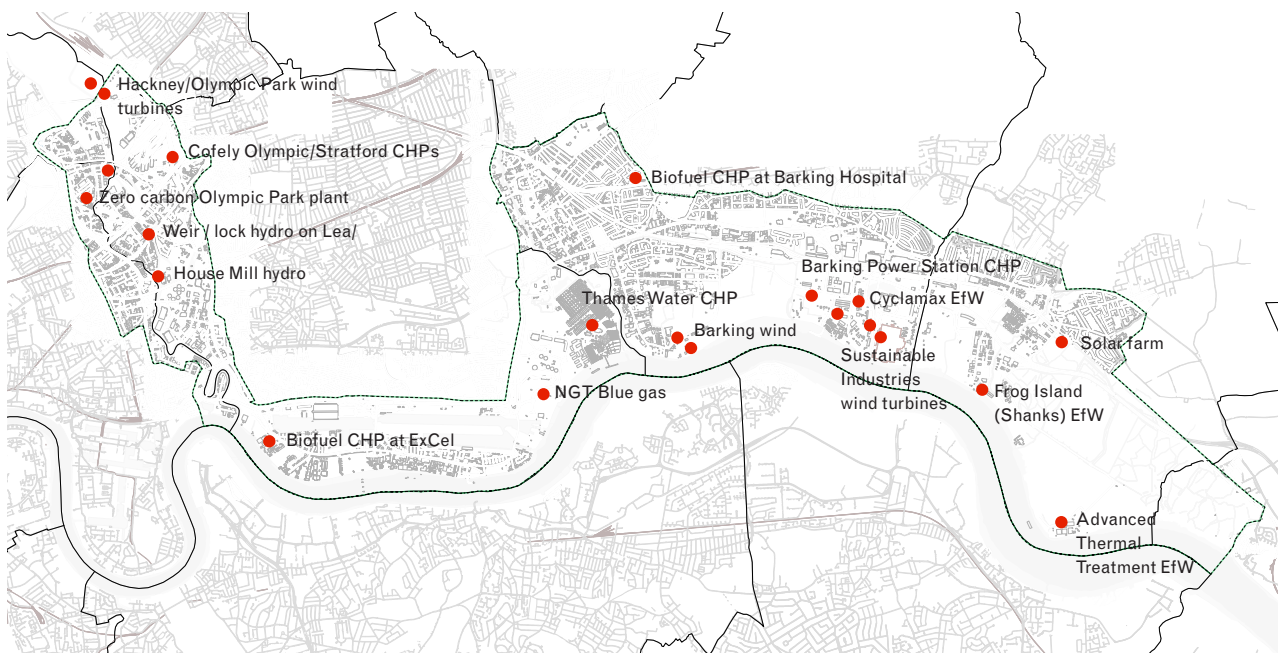 Hackney/Olympic Park wind
turbines
Cofely Olympic/Stratford CHPs
Biofuel CHP at Barking Hospital
Zero carbon Olympic Park plant
Weir / lock hydro on Lea/
House Mill hydro
Barking Power Station CHP
Thames Water CHP
Cyclamax EfW
Barking wind
Solar farm
Sustainable
Industries
wind turbines
NGT Blue gas
Frog Island
(Shanks) EfW
Biofuel CHP at ExCel
Advanced
Thermal
Treatment EfW